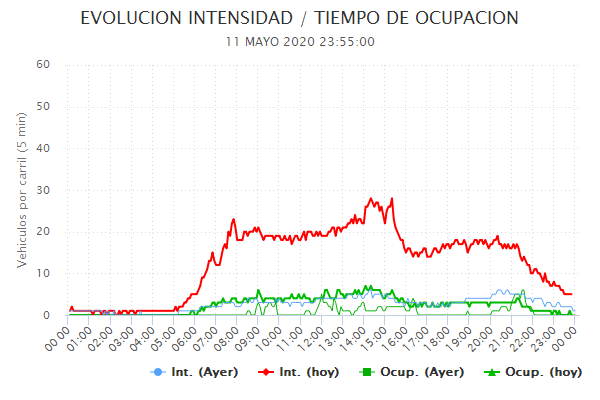 EVOLUCION INTENSIDAD / TIEMPO DE OCUPACION
11 MAYO 2020 23:55:00
Vehículos por carril (5 min)
60
50
40
30
20
10
0
00:00 01:00 02:00 03:00 04:00 05:00 06:00 07:00 08:00 09:00 10:00 11:00 12:00 13:00 14:00 15:00 16:00 17:00 18:00 19:00 20:00 21:00 22:00 23:00 00:00
Int. (Ayer) Int. (hoy) Ocup. (Ayer) Ocup. (hoy)